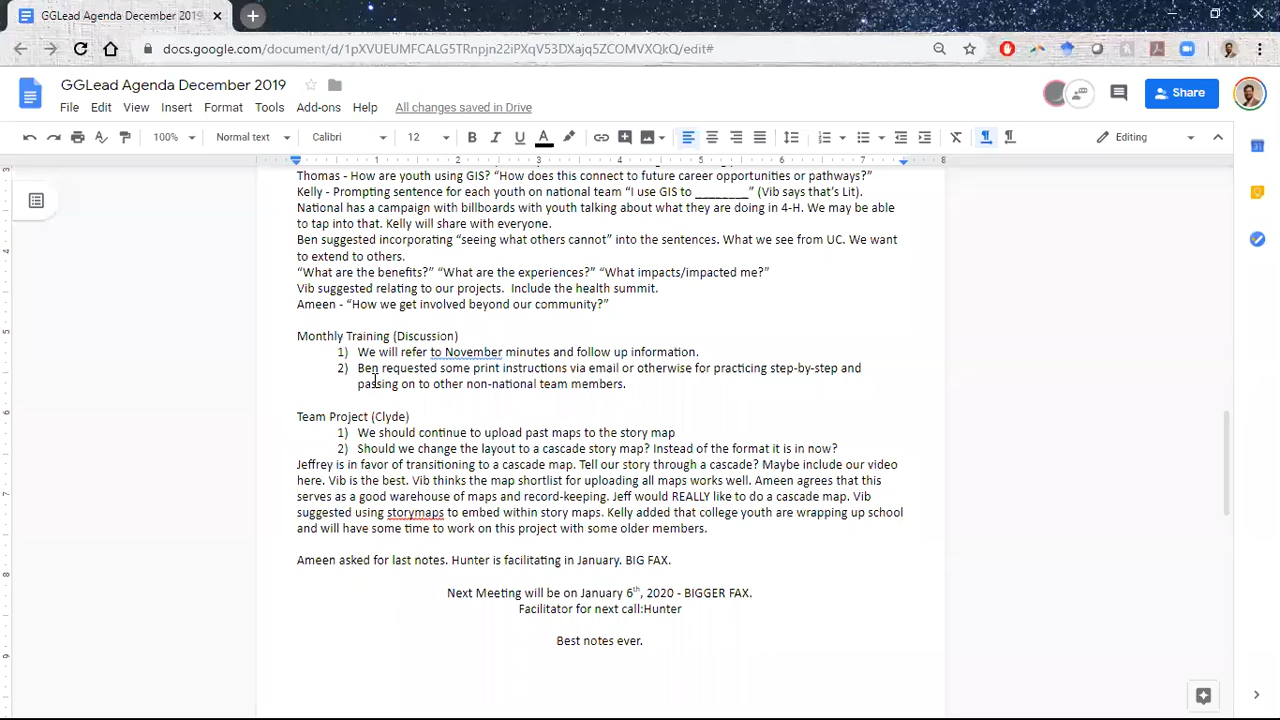 GGLead Agenda December 2019
docs.google.com/document/d/1pXVUEUMFCALG5TRnpjn22iPXqV53DXajq5ZCOMVXQkQ/edit#
GGLead Agenda December 2019
File Edit View Insert Format Tools Add-ons Help All changes saved in Drive
Share
100% Normal text Calibri 12 Editing
1 2 3 4 5 6 7 8
Thomas - How are youth using GIS? “How does this connect to future career opportunities or pathways?”
Kelly - Prompting sentence for each youth on national team “I use GIS to ________” (Vib says that’s Lit).
National has a campaign with billboards with youth talking about what they are doing in 4-H. We may be able
to tap into that. Kelly will share with everyone.
Ben suggested incorporating “seeing what others cannot” into the sentences. What we see from UC. We want
to extend to others.
“What are the benefits?” “What are the experiences?” “What impacts/impacted me?”
Vib suggested relating to our projects. Include the health summit.
Ameen - “How we get involved beyond our community?”
Monthly Training (Discussion)
1) We will refer to November minutes and follow up information.
2) Ben requested some print instructions via email or otherwise for practicing step-by-step and
passing on to other non-national team members.
Team Project (Clyde)
1) We should continue to upload past maps to the story map
2) Should we change the layout to a cascade story map? Instead of the format it is in now?
Jeffrey is in favor of transitioning to a cascade map. Tell our story through a cascade? Maybe include our video
here. Vib is the best. Vib thinks the map shortlist for uploading all maps works well. Ameen agrees that this
serves as a good warehouse of maps and record-keeping. Jeff would REALLY like to do a cascade map. Vib
suggested using storymaps to embed within story maps. Kelly added that college youth are wrapping up school
and will have some time to work on this project with some older members.
Ameen asked for last notes. Hunter is facilitating in January. BIG FAX.
Next Meeting will be on January 6th, 2020 - BIGGER FAX.
Facilitator for next call:Hunter
Best notes ever.